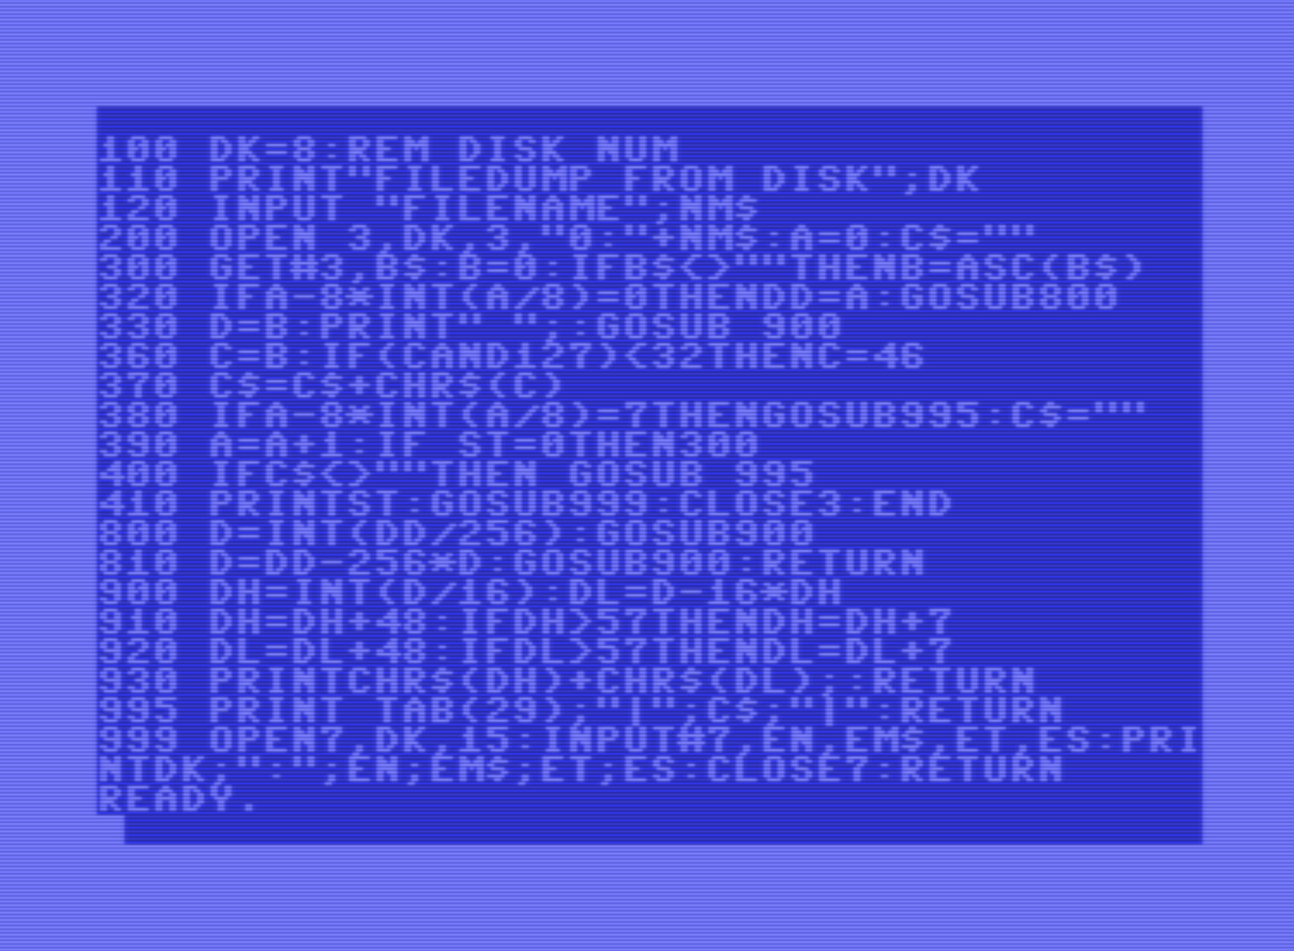 100 DK=8:REM DISK NUM
110 PRINT"FILEDUMP FROM DISK";DK
120 INPUT "FILENAME";NM$
200 OPEN 3,DK,3,"0:"+NM$:A=0:C$=""
300 GET#3,B$:B=0:IFB$<>""THENB=ASC(B$)
320 IFA-8*INT(A/8)=0THENDD=A:GOSUB800
330 D=B:PRINT" ";:GOSUB 900
360 C=B:IF(CAND127)<32THENC=46
370 C$=C$+CHR$(C)
380 IFA-8*INT(A/8)=7THENGOSUB995:C$=""
390 A=A+1:IF ST=0THEN300
400 IFC$<>""THEN GOSUB 995
410 PRINTST:GOSUB999:CLOSE3:END
800 D=INT(DD/256):GOSUB900
810 D=DD-256*D:GOSUB900:RETURN
900 DH=INT(D/16):DL=D-16*DH
910 DH=DH+48:IFDH>57THENDH=DH+7
920 DL=DL+48:IFDL>57THENDL=DL+7
930 PRINTCHR$(DH)+CHR$(DL);:RETURN
995 PRINT TAB(29);"|";C$;"|":RETURN
999 OPEN7,DK,15:INPUT#7,EN,EM$,ET,ES:PRI
NTDK;":";EN;EM$;ET;ES:CLOSE7:RETURN
READY.